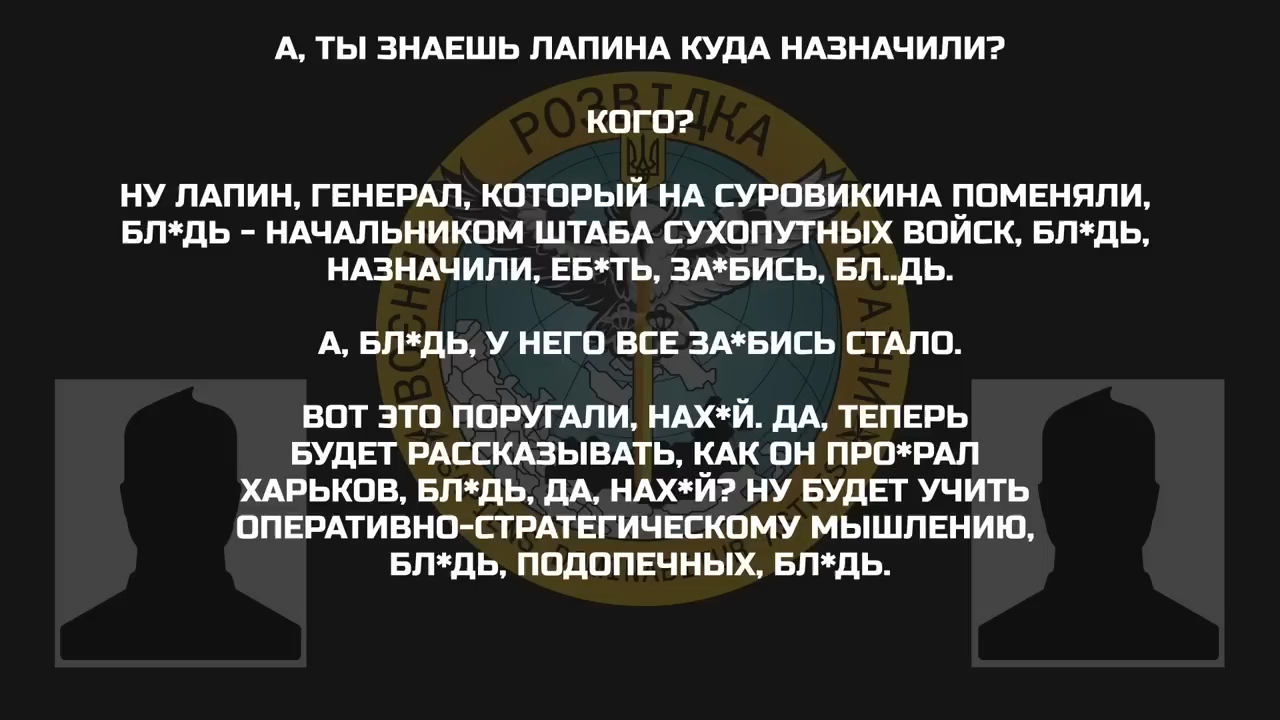 А, ТЫ ЗНАЕШЬ ЛАПИНА КУДА НАЗНАЧИЛИ?
КОГО?
НУ ЛАПИН, ГЕНЕРАЛ, КОТОРЫЙ НА СУРОВИКИНА ПОМЕНЯЛИ,
БЛ*ДЬ - НАЧАЛЬНИКОМ ШТАБА СУХОПУТНЫХ ВОЙСК, БЛ*ДЬ,
НАЗНАЧИЛИ, ЕБ*ТЬ, ЗА*БИСЬ, БЛ..ДЬ.
А, БЛ*ДЬ, У НЕГО ВСЕ ЗА*БИСЬ СТАЛО.
ВОТ ЭТО ПОРУГАЛИ, НАХ*Й. ДА, ТЕПЕРЬ
БУДЕТ РАССКАЗЫВАТЬ, КАК ОН ПРО*РАЛ
ХАРЬКОВ, БЛ*ДЬ, ДА, НАХ*Й? НУ БУДЕТ УЧИТЬ
ОПЕРАТИВНО-СТРАТЕГИЧЕСКОМУ МЫШЛЕНИЮ,
БЛ*ДЬ, ПОДОПЕЧНЫХ, БЛ*ДЬ.
РОЗВІДКА
УКРАЇНИ